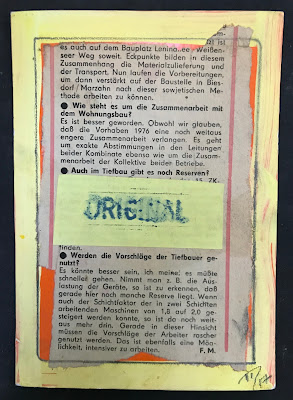 es auch auf dem Bauplatz Leninallee/Weißen-
seer Weg soweit. Eckpunkte bilden in diesem
Zusammenhang die Materialzulieferung und
der Transport. Nun laufen die Vorbereitungen,
um dann verstärkt auf der Baustelle in Bies-
dorf/Marzahn nach dieser sowjetischen Me-
thode arbeiten zu können.
● Wie steht es um die Zusammenarbeit mit
dem Wohnungsbau?
Es ist besser geworden. Obwohl wir glauben,
daß die Vorhaben 1976 eine noch weitaus
engere Zusammenarbeit verlangen. Es geht
um exakte Abstimmungen in den Leitungen
beider Kombinate ebenso wie um die Zusam-
menarbeit der Kollektive beider Betriebe.
● Auch im Tiefbau gibt es noch Reserven?
ZK-
ORIGINAL
finden.
● Werden die Vorschläge der Tiefbauer ge-
nutzt?
Es könnte besser sein, ich meine: es müßte
schneller gehen. Nimmt man z. B. die Aus-
lastung der Geräte, so ist zu erkennen, daß
gerade hier noch manche Reserve liegt. Wenn
auch der Schichtfaktor der in zwei Schichten
arbeitenden Maschinen von 1,8 auf 2,0 ge-
steigert werden konnte, so ist da noch weit-
aus mehr drin. Gerade in dieser Hinsicht
müssen die Vorschläge der Arbeiter rascher
genutzt werden. Das ist ebenfalls eine Mög-
lichkeit, intensiver zu arbeiten.
F. M.